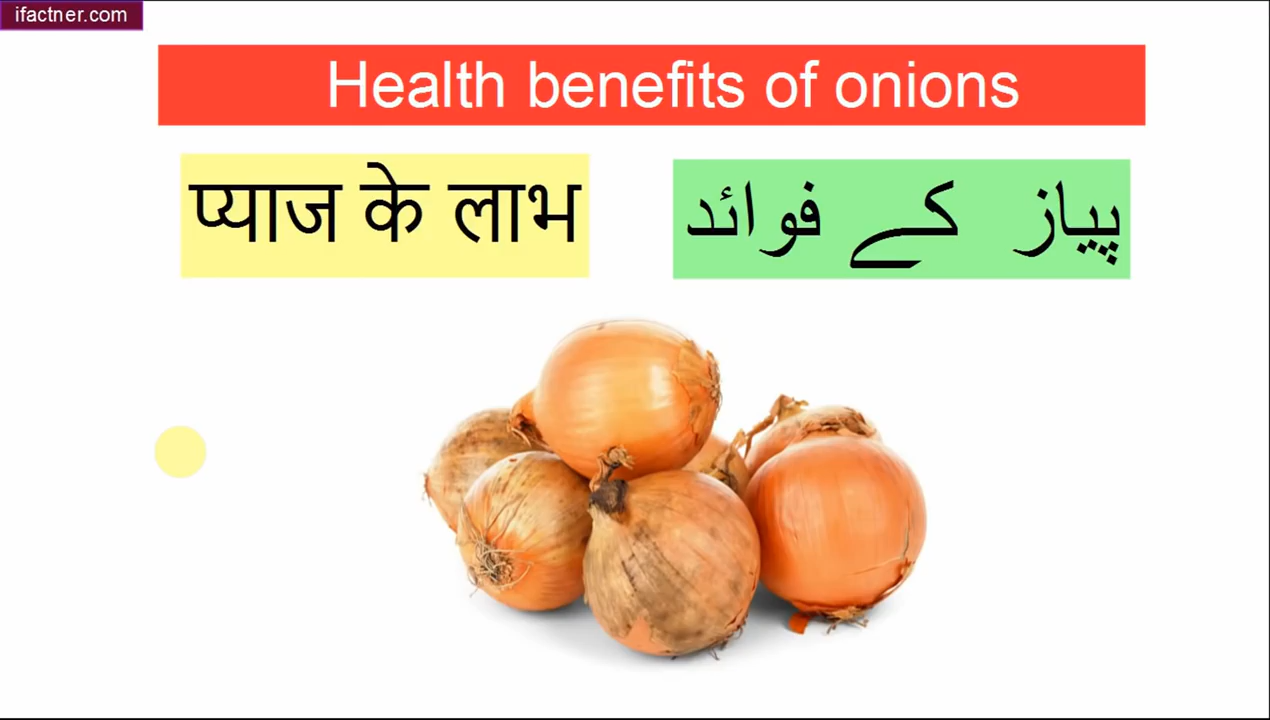 ifactner.com
Health benefits of onions
प्याज के लाभ
پیاز کے فوائد